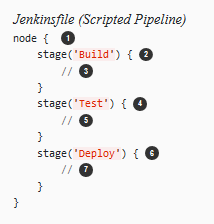 Jenkinsfile (Scripted Pipeline)
node { 1
stage('Build') { 2
// 3
}
stage('Test') { 4
// 5
}
stage('Deploy') { 6
// 7
}
}